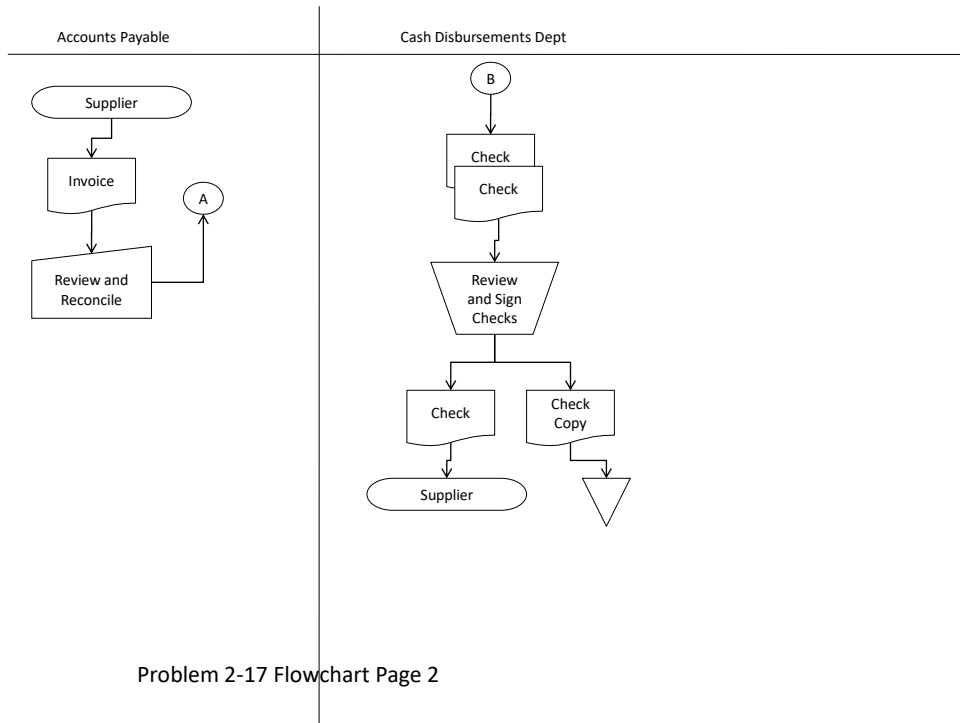 Accounts Payable
Cash Disbursements Dept
Supplier
Invoice
A
Review and
Reconcile
B
Check
Check
Review
and Sign
Checks
Check
Check
Copy
Supplier
Problem 2-17 Flowchart Page 2